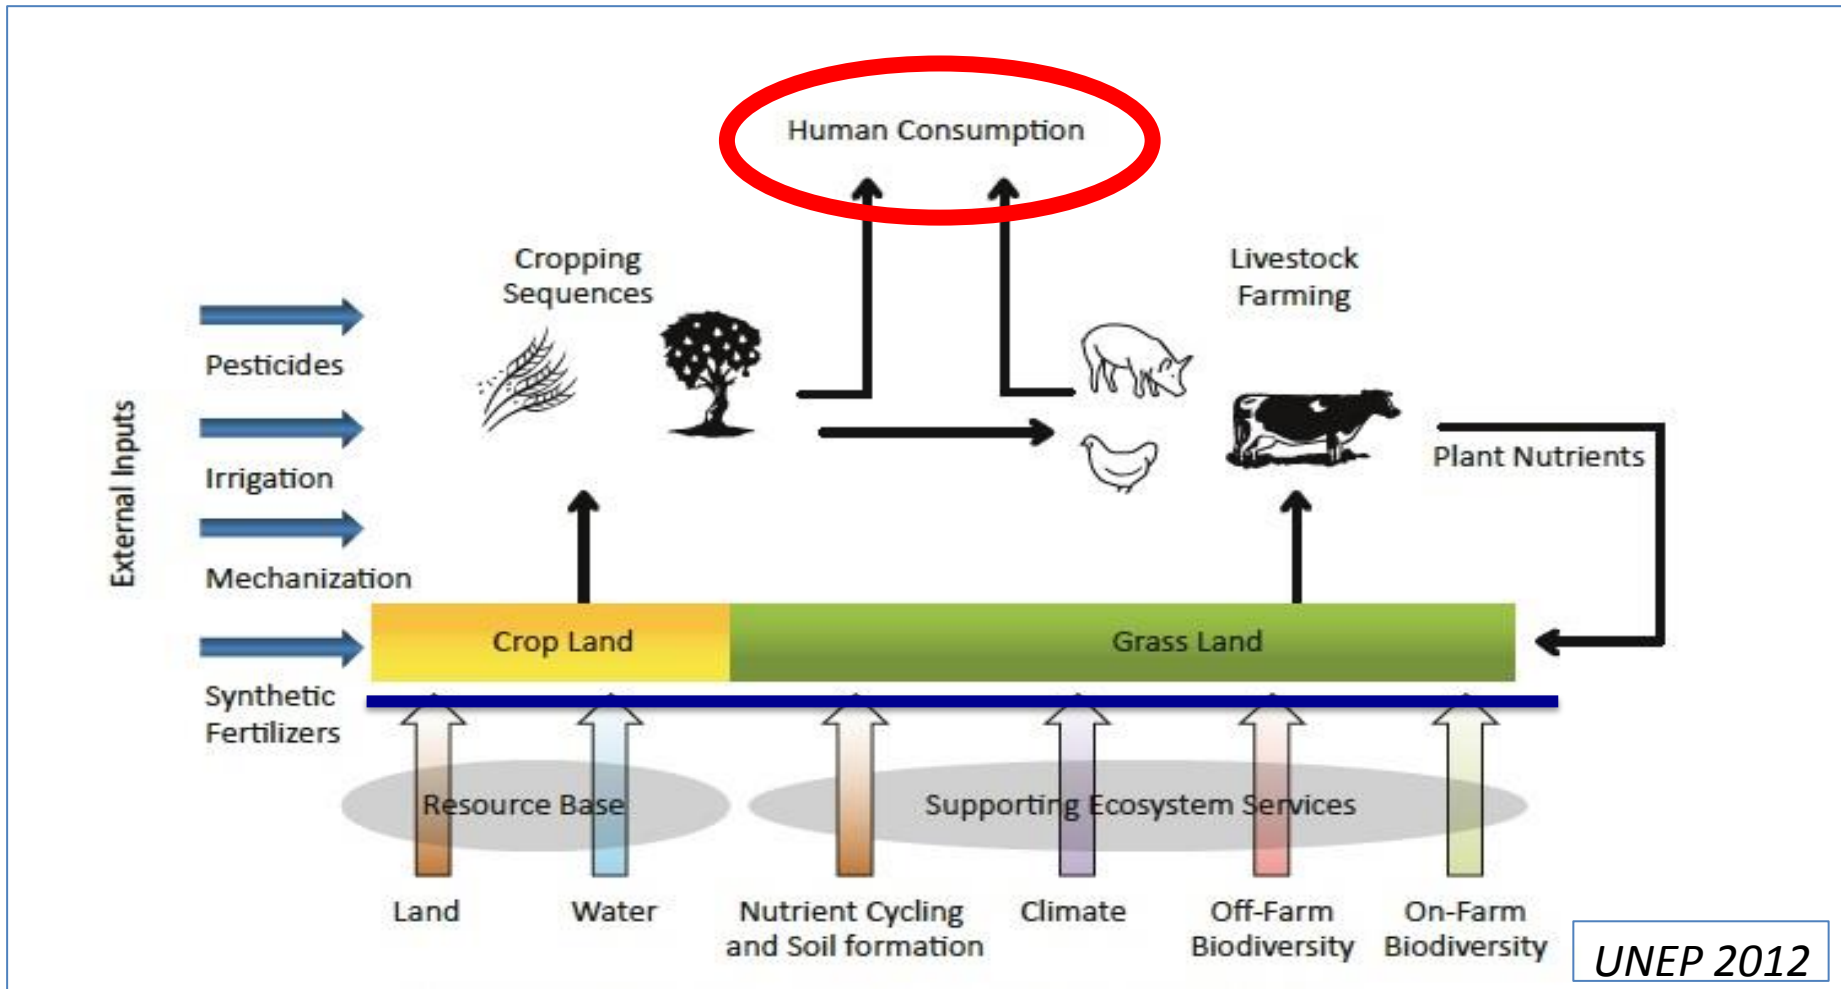 Human Consumption
Cropping
Sequences
Livestock
Farming
External Inputs
Pesticides
Irrigation
Mechanization
Synthetic
Fertilizers
Plant Nutrients
Crop Land
Grass Land
Resource Base
Supporting Ecosystem Services
Land
Water
Nutrient Cycling
and Soil formation
Climate
Off-Farm
Biodiversity
On-Farm
Biodiversity
UNEP 2012